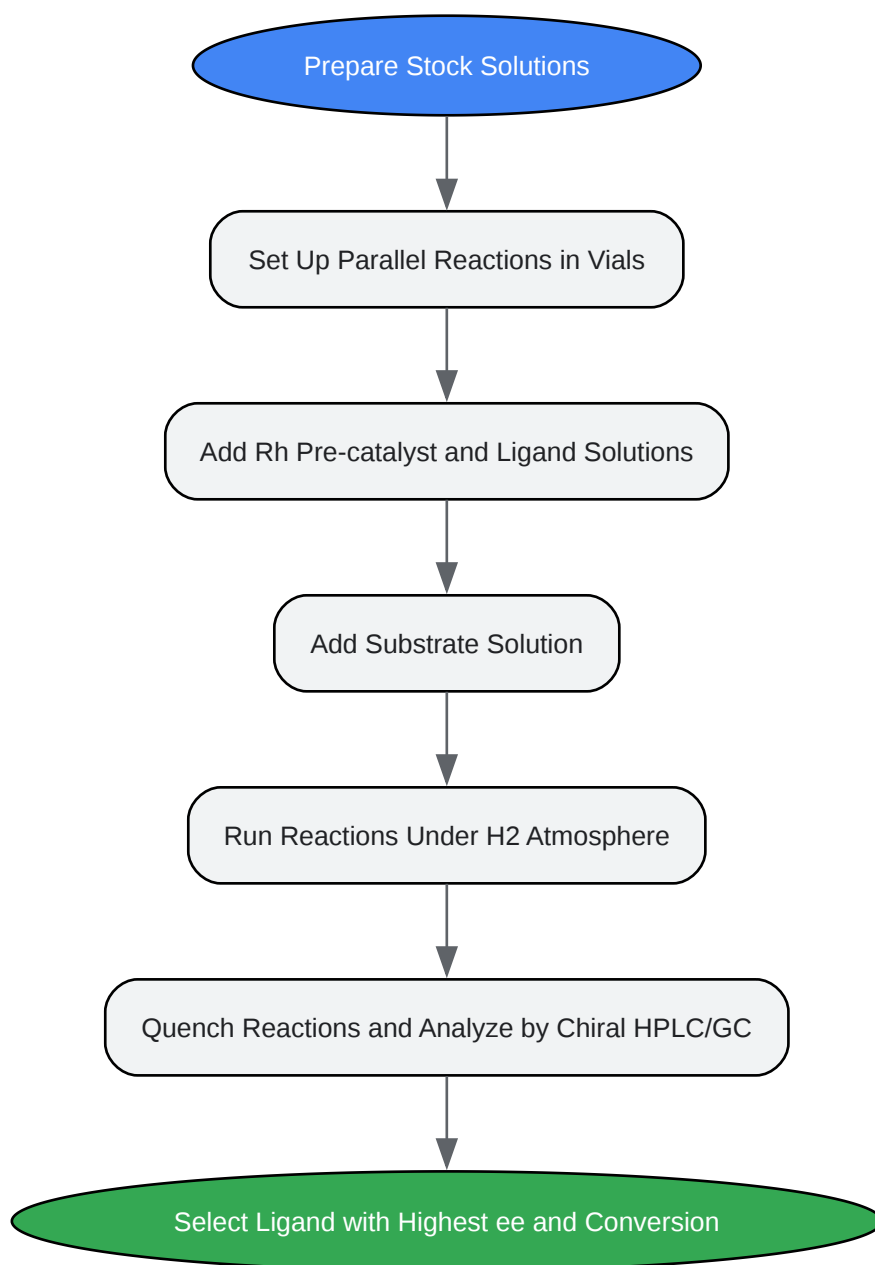 Prepare Stock Solutions
Set Up Parallel Reactions in Vials
Add Rh Pre-catalyst and Ligand Solutions
Add Substrate Solution
Run Reactions Under H2 Atmosphere
Quench Reactions and Analyze by Chiral HPLC/GC
Select Ligand with Highest ee and Conversion